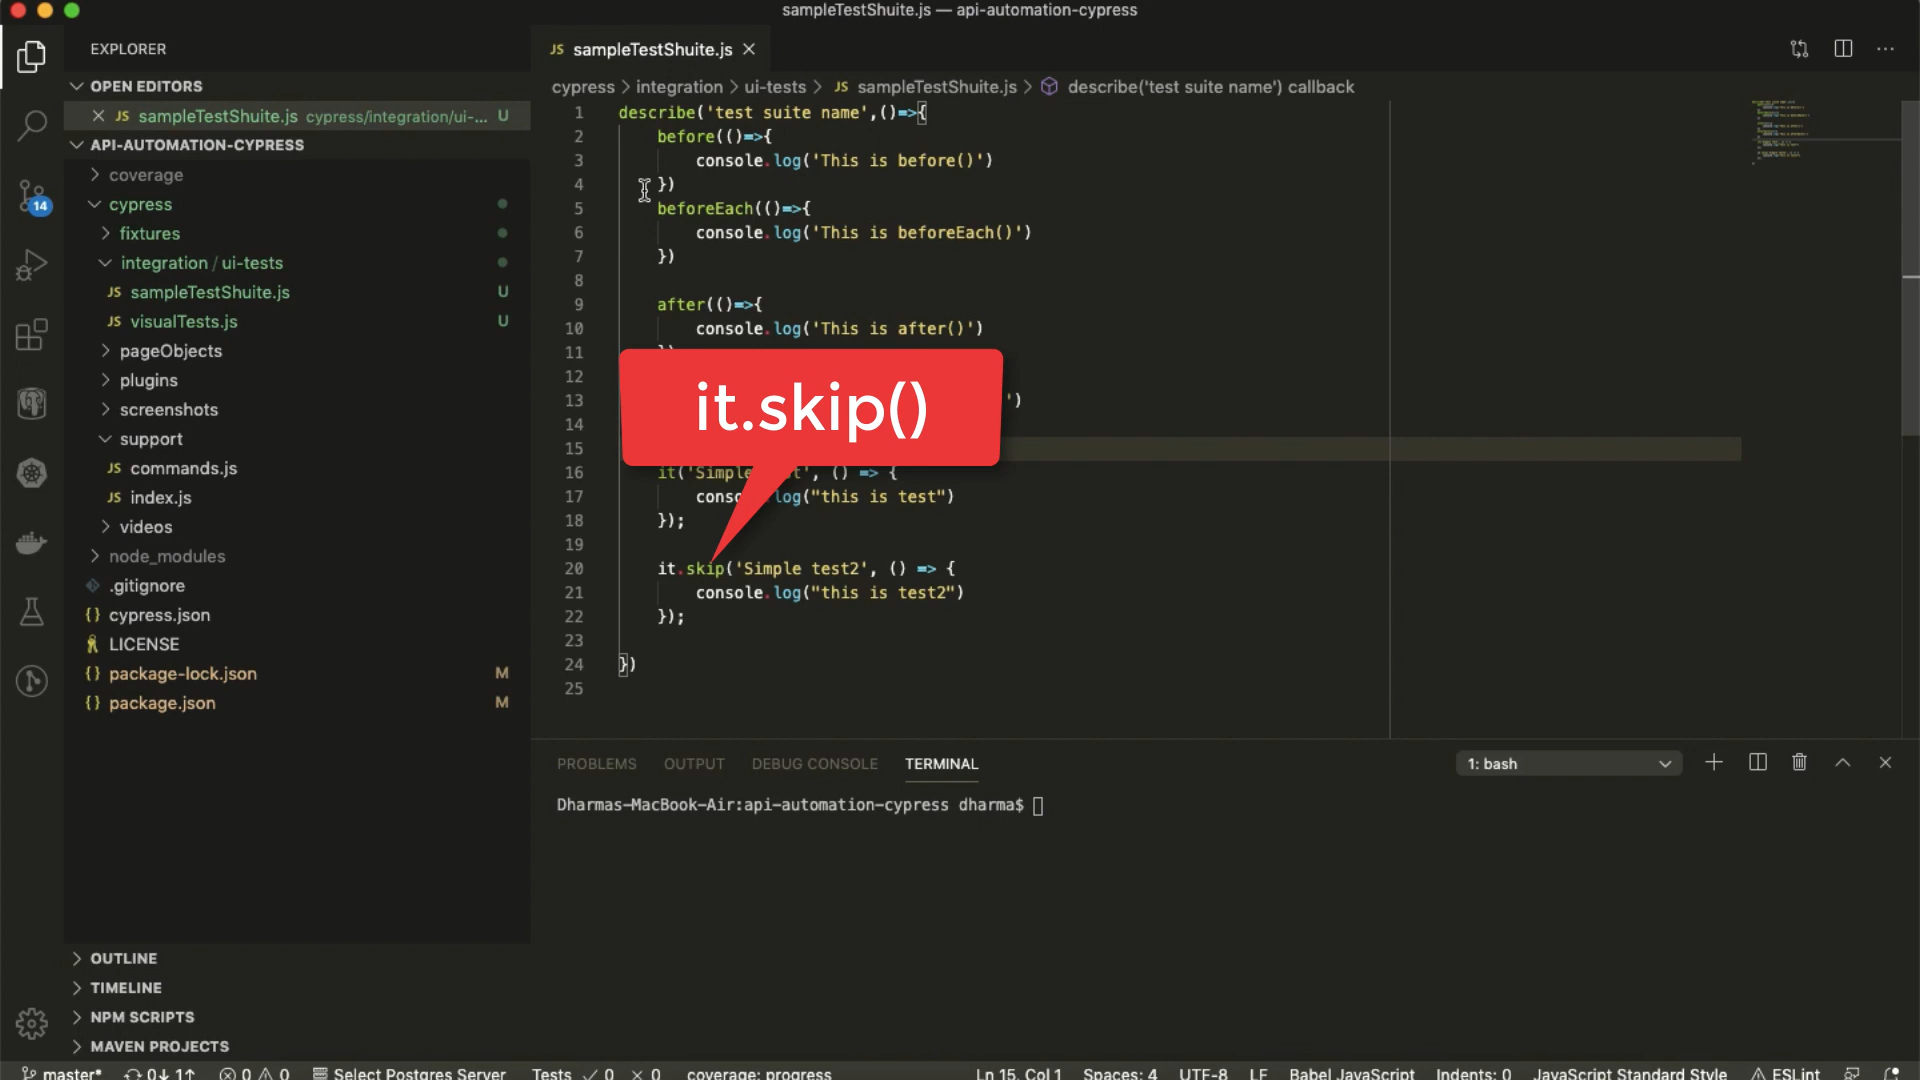 sampleTestShuite.js — api-automation-cypress
EXPLORER
OPEN EDITORS
JS sampleTestShuite.js cypress/integration/ui-... U
API-AUTOMATION-CYPRESS
coverage
cypress
fixtures
integration / ui-tests
JS sampleTestShuite.js U
JS visualTests.js U
pageObjects
plugins
screenshots
support
JS commands.js
JS index.js
videos
node_modules
.gitignore
{} cypress.json
LICENSE
{} package-lock.json M
{} package.json M
OUTLINE
TIMELINE
NPM SCRIPTS
MAVEN PROJECTS
14
JS sampleTestShuite.js
cypress > integration > ui-tests > JS sampleTestShuite.js > describe('test suite name') callback
1 describe('test suite name',()=>{
2 before(()=>{
3 console.log('This is before()')
4 })
5 beforeEach(()=>{
6 console.log('This is beforeEach()')
7 })
8
9 after(()=>{
10 console.log('This is after()')
11
12
13 ')
14
15
it.skip()
16 it('Simple t', () => {
17 console.log("this is test")
18 });
19
20 it.skip('Simple test2', () => {
21 console.log("this is test2")
22 });
23
24 })
25
PROBLEMS OUTPUT DEBUG CONSOLE TERMINAL
1: bash
Dharmas-MacBook-Air:api-automation-cypress dharma$
master* 0↓ 1↑ 0 0 Select Postgres Server Tests ✓ 0 × 0 coverage: progress Ln 15, Col 1 Spaces: 4 UTF-8 LF Babel JavaScript Indents: 0 JavaScript Standard Style ESLint